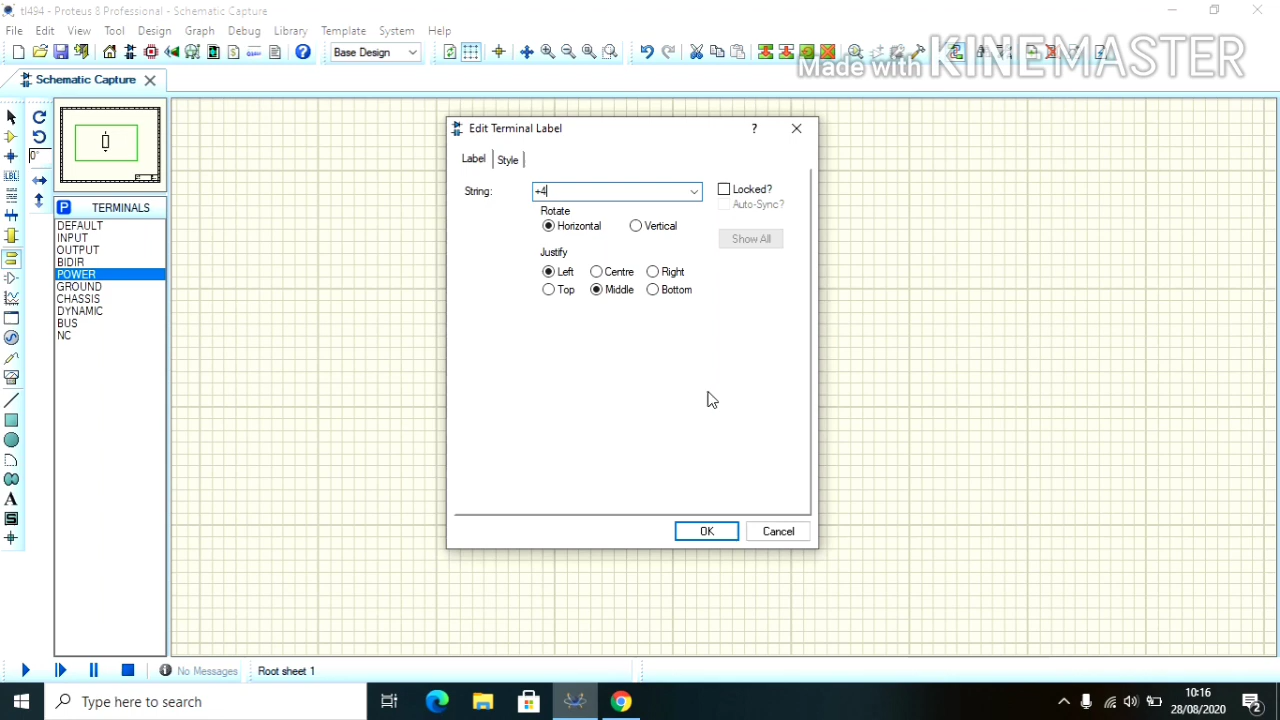 tl494 - Proteus 8 Professional - Schematic Capture
File Edit View Tool Design Graph Debug Library Template System Help
Base Design
Made with KINEMASTER
Schematic Capture
Edit Terminal Label
?
Label Style
String: +4
Locked?
Auto-Sync?
Rotate
Horizontal Vertical
Show All
Justify
Left Centre Right
Top Middle Bottom
OK Cancel
0°
LBL
P TERMINALS
DEFAULT
INPUT
OUTPUT
BIDIR
POWER
GROUND
CHASSIS
DYNAMIC
BUS
NC
A
S
No Messages Root sheet 1
Type here to search
10:16
28/08/2020
2